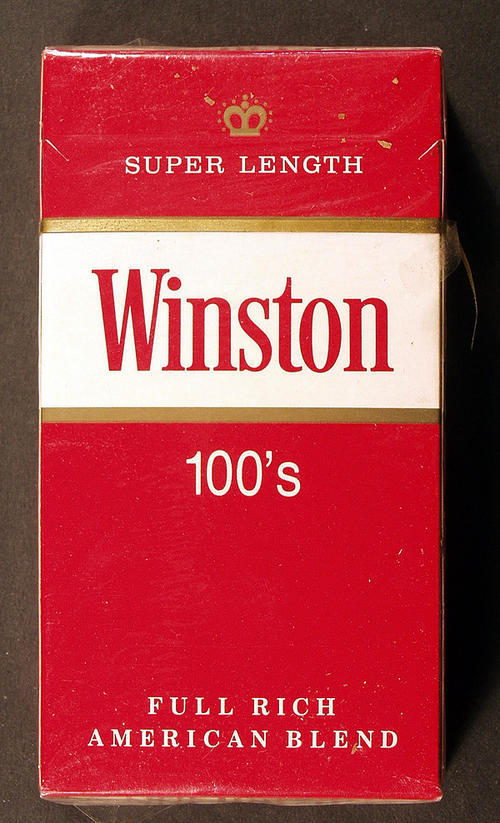 SUPER LENGTH
Winston
100's
FULL RICH
AMERICAN BLEND